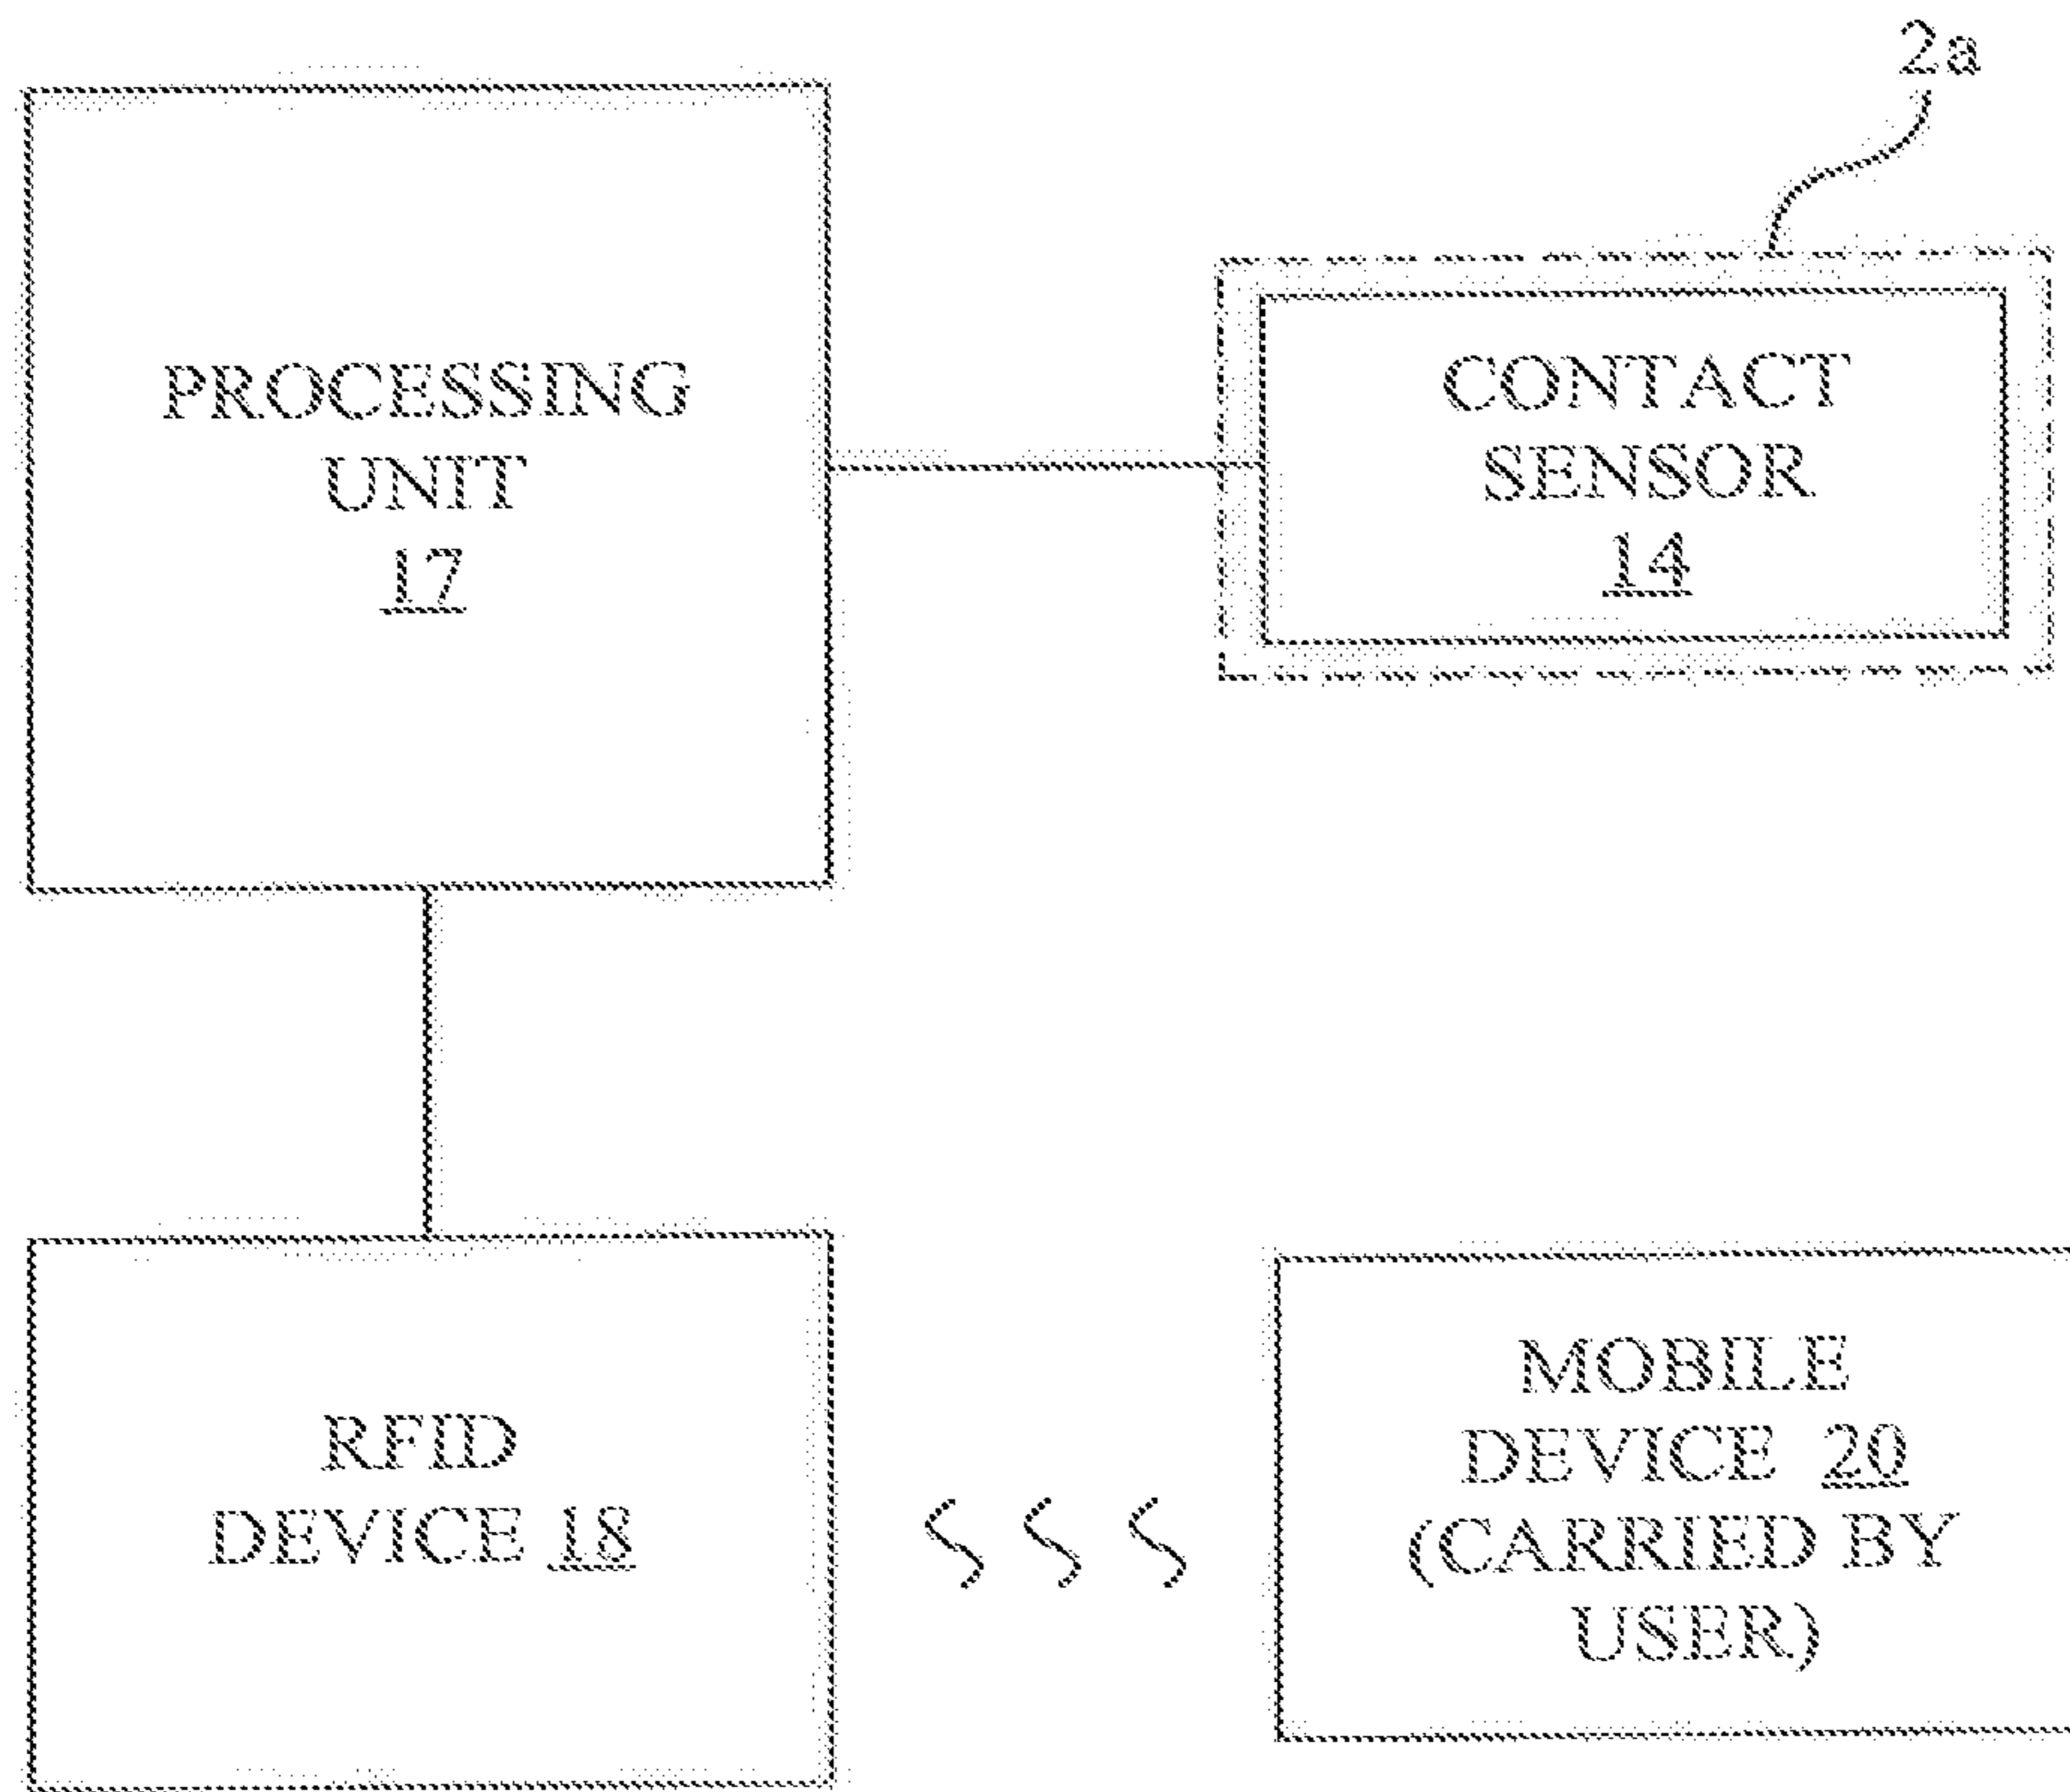 2a
PROCESSING
UNIT
17
CONTACT
SENSOR
14
RFID
DEVICE 18
MOBILE
DEVICE 20
(CARRIED BY
USER)